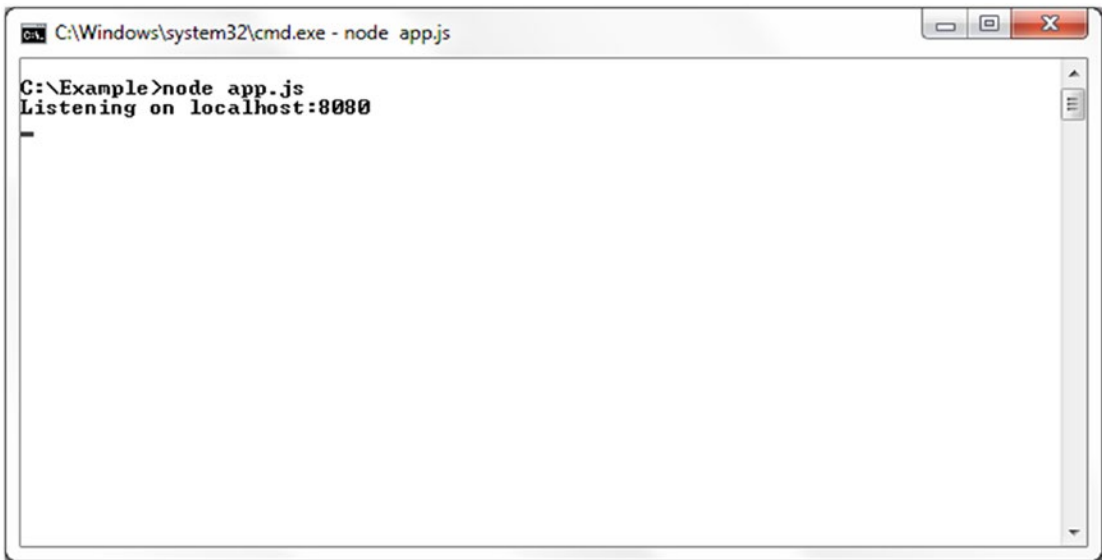 C:\Windows\system32\cmd.exe - node  app.js
C:\Example>node app.js
Listening on localhost:8080